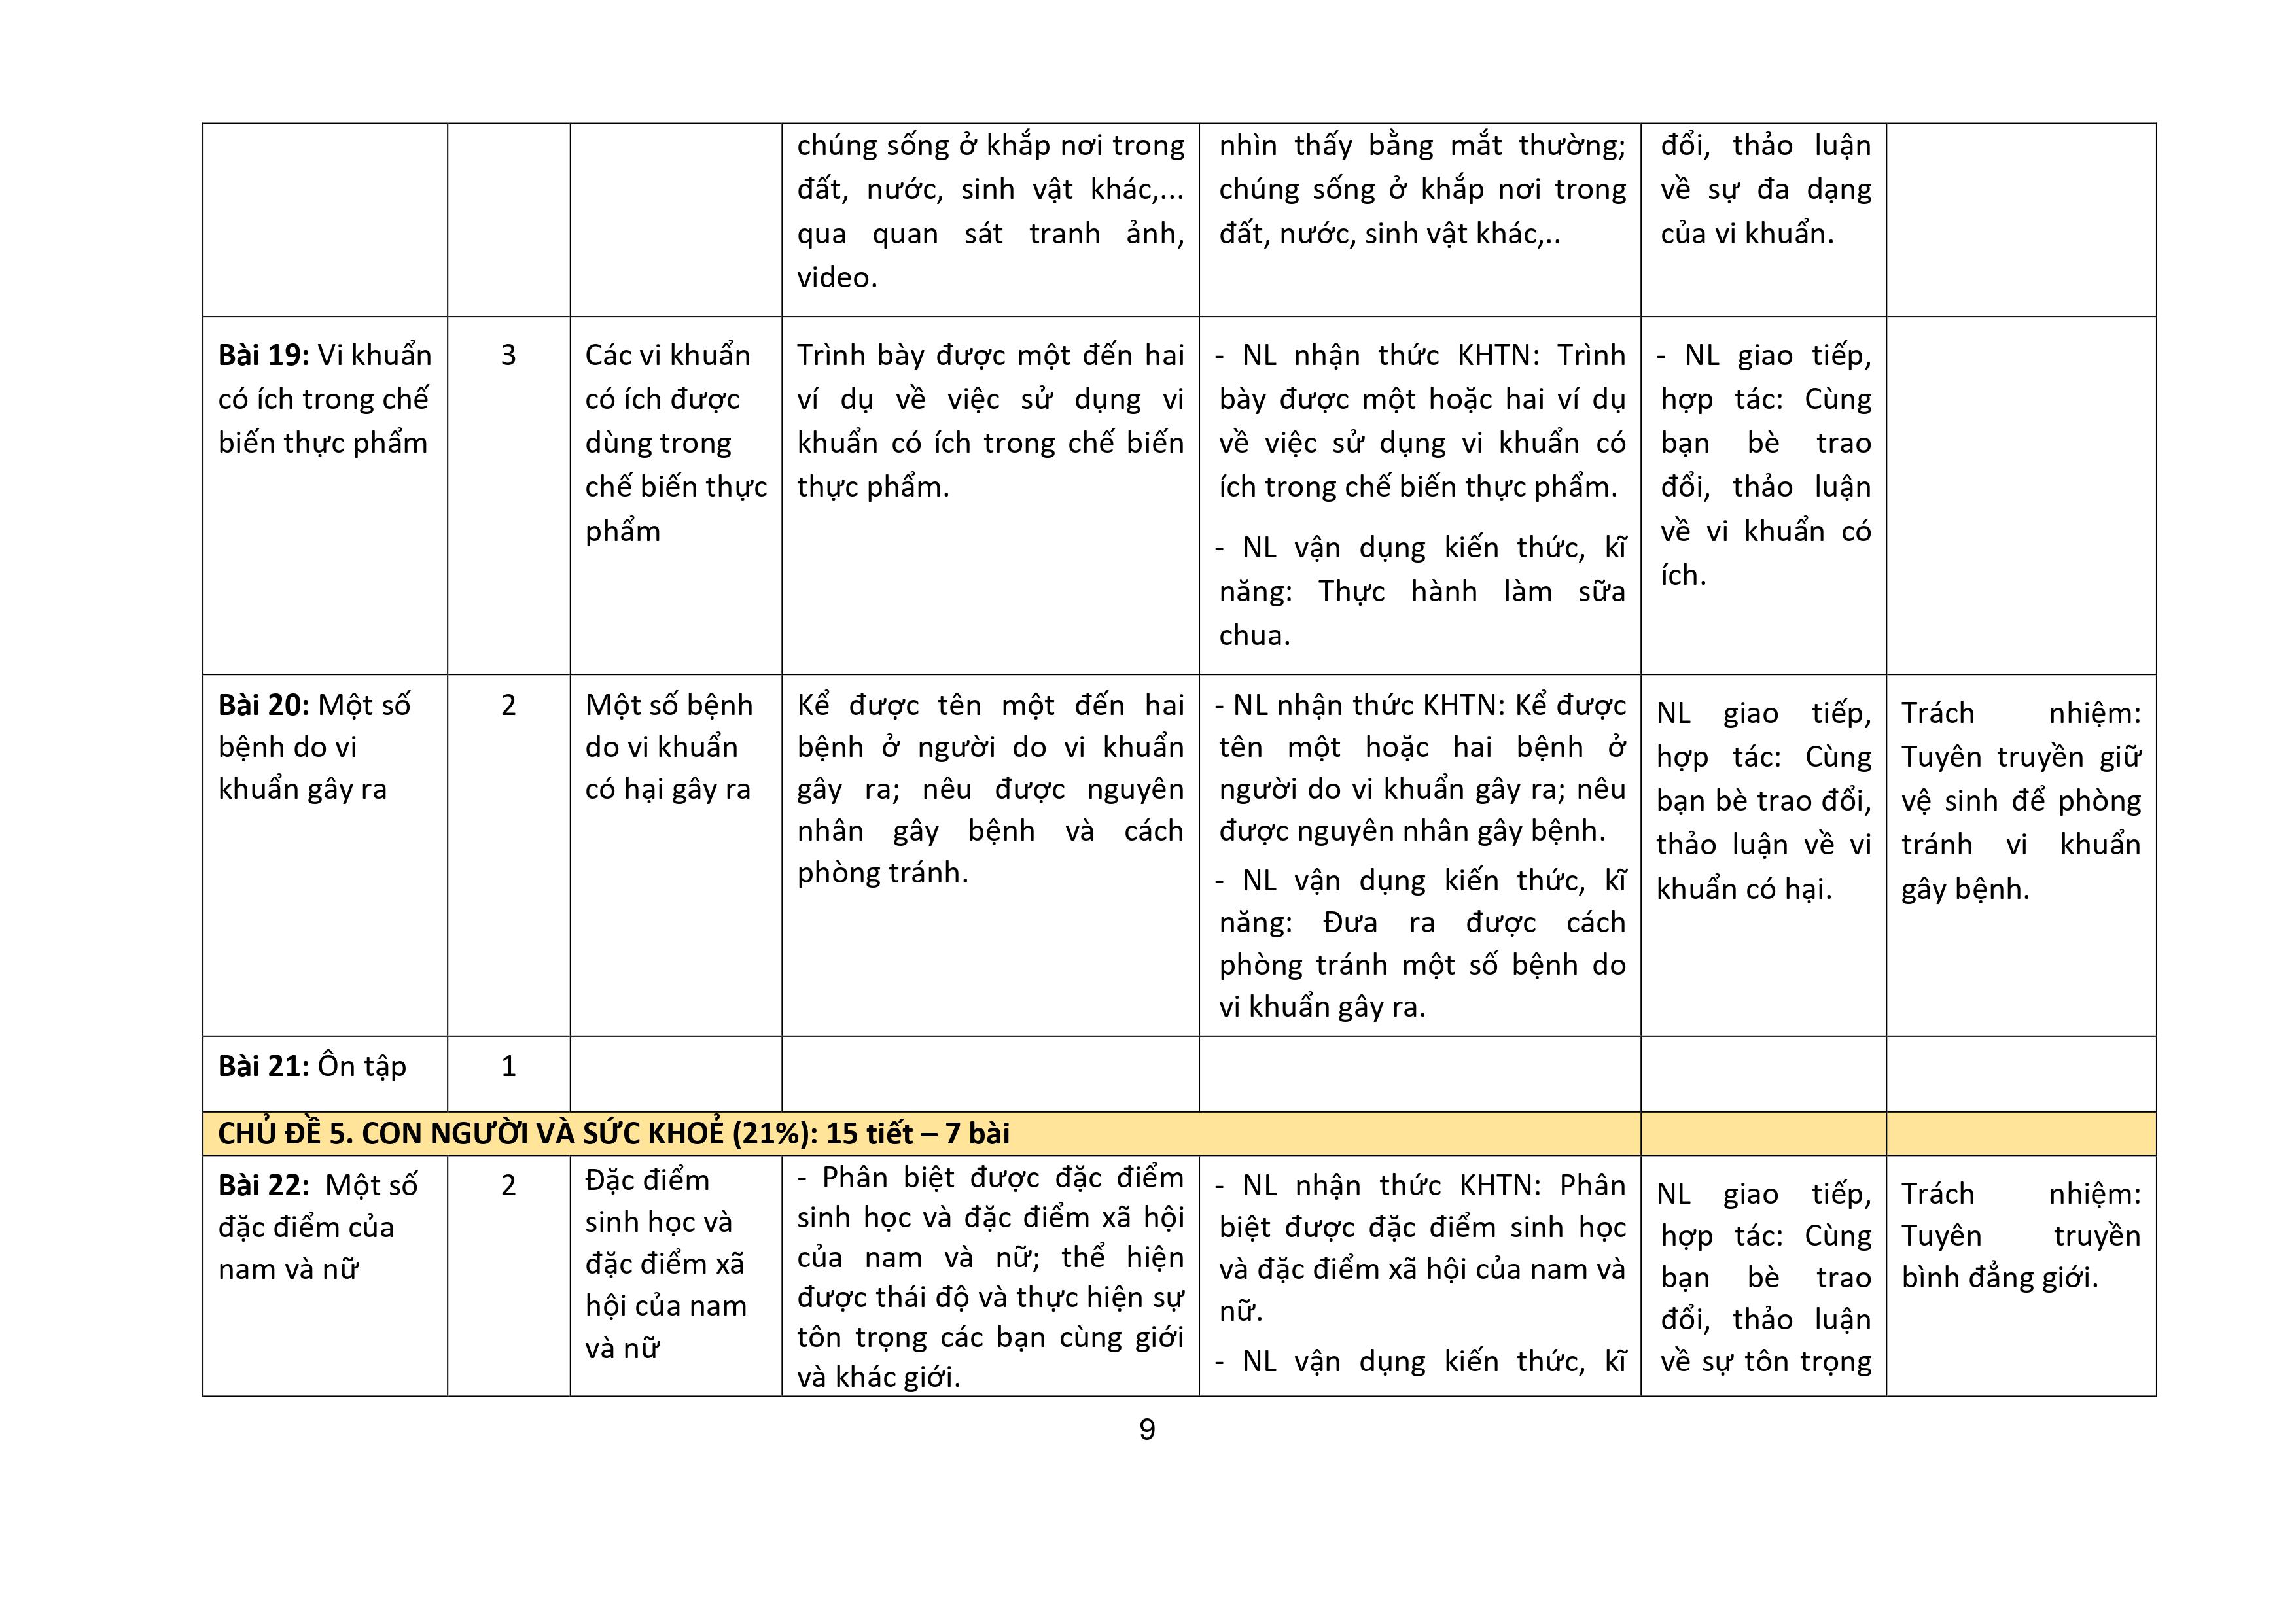 chúng sống ở khắp nơi trong
đất, nước, sinh vật khác,...
qua quan sát tranh ảnh,
video.
nhìn thấy bằng mắt thường;
chúng sống ở khắp nơi trong
đất, nước, sinh vật khác,..
đổi, thảo luận
về sự đa dạng
của vi khuẩn.
Bài 19: Vi khuẩn
có ích trong chế
biến thực phẩm
3
Các vi khuẩn
có ích được
dùng trong
chế biến thực
phẩm
Trình bày được một đến hai
ví dụ về việc sử dụng vi
khuẩn có ích trong chế biến
thực phẩm.
- NL nhận thức KHTN: Trình
bày được một hoặc hai ví dụ
về việc sử dụng vi khuẩn có
ích trong chế biến thực phẩm.
- NL vận dụng kiến thức, kĩ
năng: Thực hành làm sữa
chua.
- NL giao tiếp,
hợp tác: Cùng
bạn bè trao
đổi, thảo luận
về vi khuẩn có
ích.
Bài 20: Một số
bệnh do vi
khuẩn gây ra
2
Một số bệnh
do vi khuẩn
có hại gây ra
Kể được tên một đến hai
bệnh ở người do vi khuẩn
gây ra; nêu được nguyên
nhân gây bệnh và cách
phòng tránh.
- NL nhận thức KHTN: Kể được
tên một hoặc hai bệnh ở
người do vi khuẩn gây ra; nêu
được nguyên nhân gây bệnh.
- NL vận dụng kiến thức, kĩ
năng: Đưa ra được cách
phòng tránh một số bệnh do
vi khuẩn gây ra.
NL giao tiếp,
hợp tác: Cùng
bạn bè trao đổi,
thảo luận về vi
khuẩn có hại.
Trách nhiệm:
Tuyên truyền giữ
vệ sinh để phòng
tránh vi khuẩn
gây bệnh.
Bài 21: Ôn tập
1
CHỦ ĐỀ 5. CON NGƯỜI VÀ SỨC KHOẺ (21%): 15 tiết – 7 bài
Bài 22: Một số
đặc điểm của
nam và nữ
2
Đặc điểm
sinh học và
đặc điểm xã
hội của nam
và nữ
- Phân biệt được đặc điểm
sinh học và đặc điểm xã hội
của nam và nữ; thể hiện
được thái độ và thực hiện sự
tôn trọng các bạn cùng giới
và khác giới.
- NL nhận thức KHTN: Phân
biệt được đặc điểm sinh học
và đặc điểm xã hội của nam và
nữ.
- NL vận dụng kiến thức, kĩ
NL giao tiếp,
hợp tác: Cùng
bạn bè trao
đổi, thảo luận
về sự tôn trọng
Trách nhiệm:
Tuyên truyền
bình đẳng giới.
9